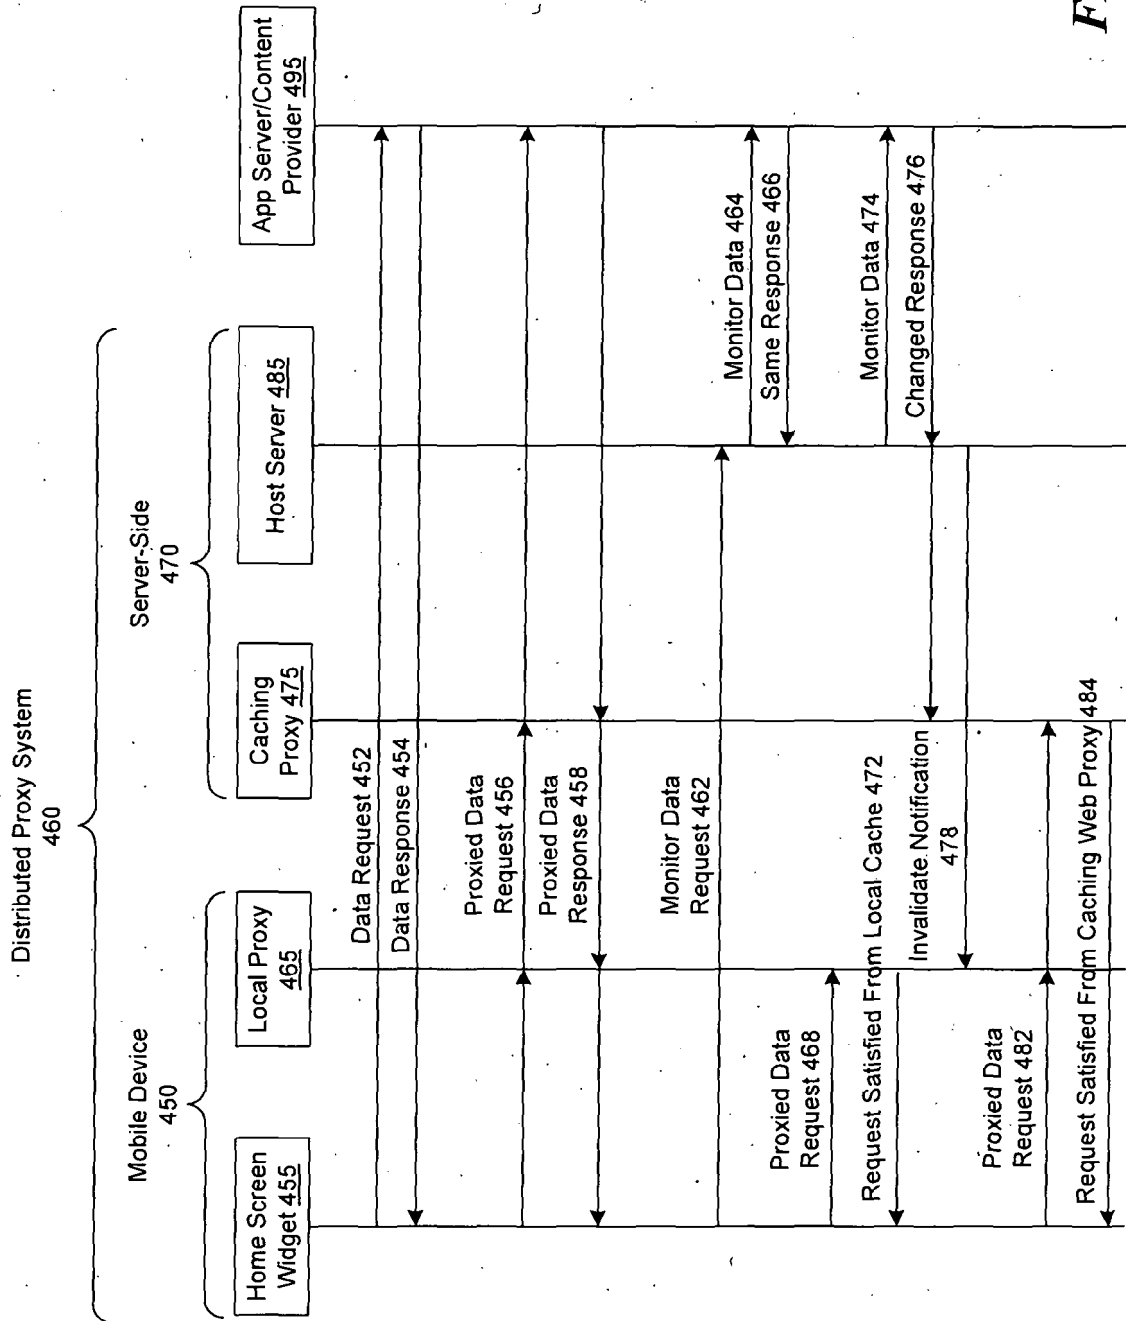 Distributed Proxy System
460
Mobile Device
450
Server-Side
470
Home Screen
Widget 455
Local Proxy
465
Caching
Proxy 475
Host Server 485
App Server/Content
Provider 495
Data Request 452
Data Response 454
Proxied Data
Request 456
Proxied Data
Response 458
Monitor Data
Request 462
Monitor Data 464
Same Response 466
Proxied Data
Request 468
Request Satisfied From Local Cache 472
Monitor Data 474
Changed Response 476
Invalidate Notification
478
Proxied Data
Request 482
Request Satisfied From Caching Web Proxy 484